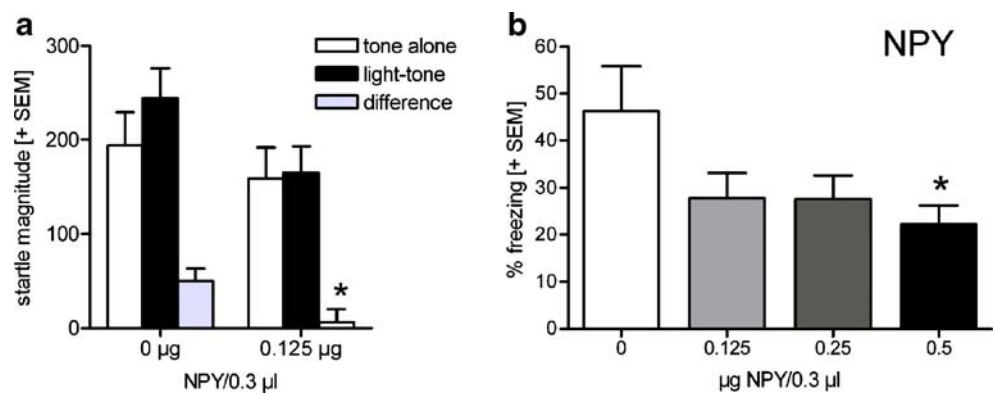 a
300
200
100
0
startle magnitude [+ SEM]
tone alone
light-tone
difference
*
0 µg
0.125 µg
NPY/0.3 µl
b
NPY
60
50
40
30
20
10
0
% freezing [+ SEM]
*
0
0.125
0.25
0.5
µg NPY/0.3 µl